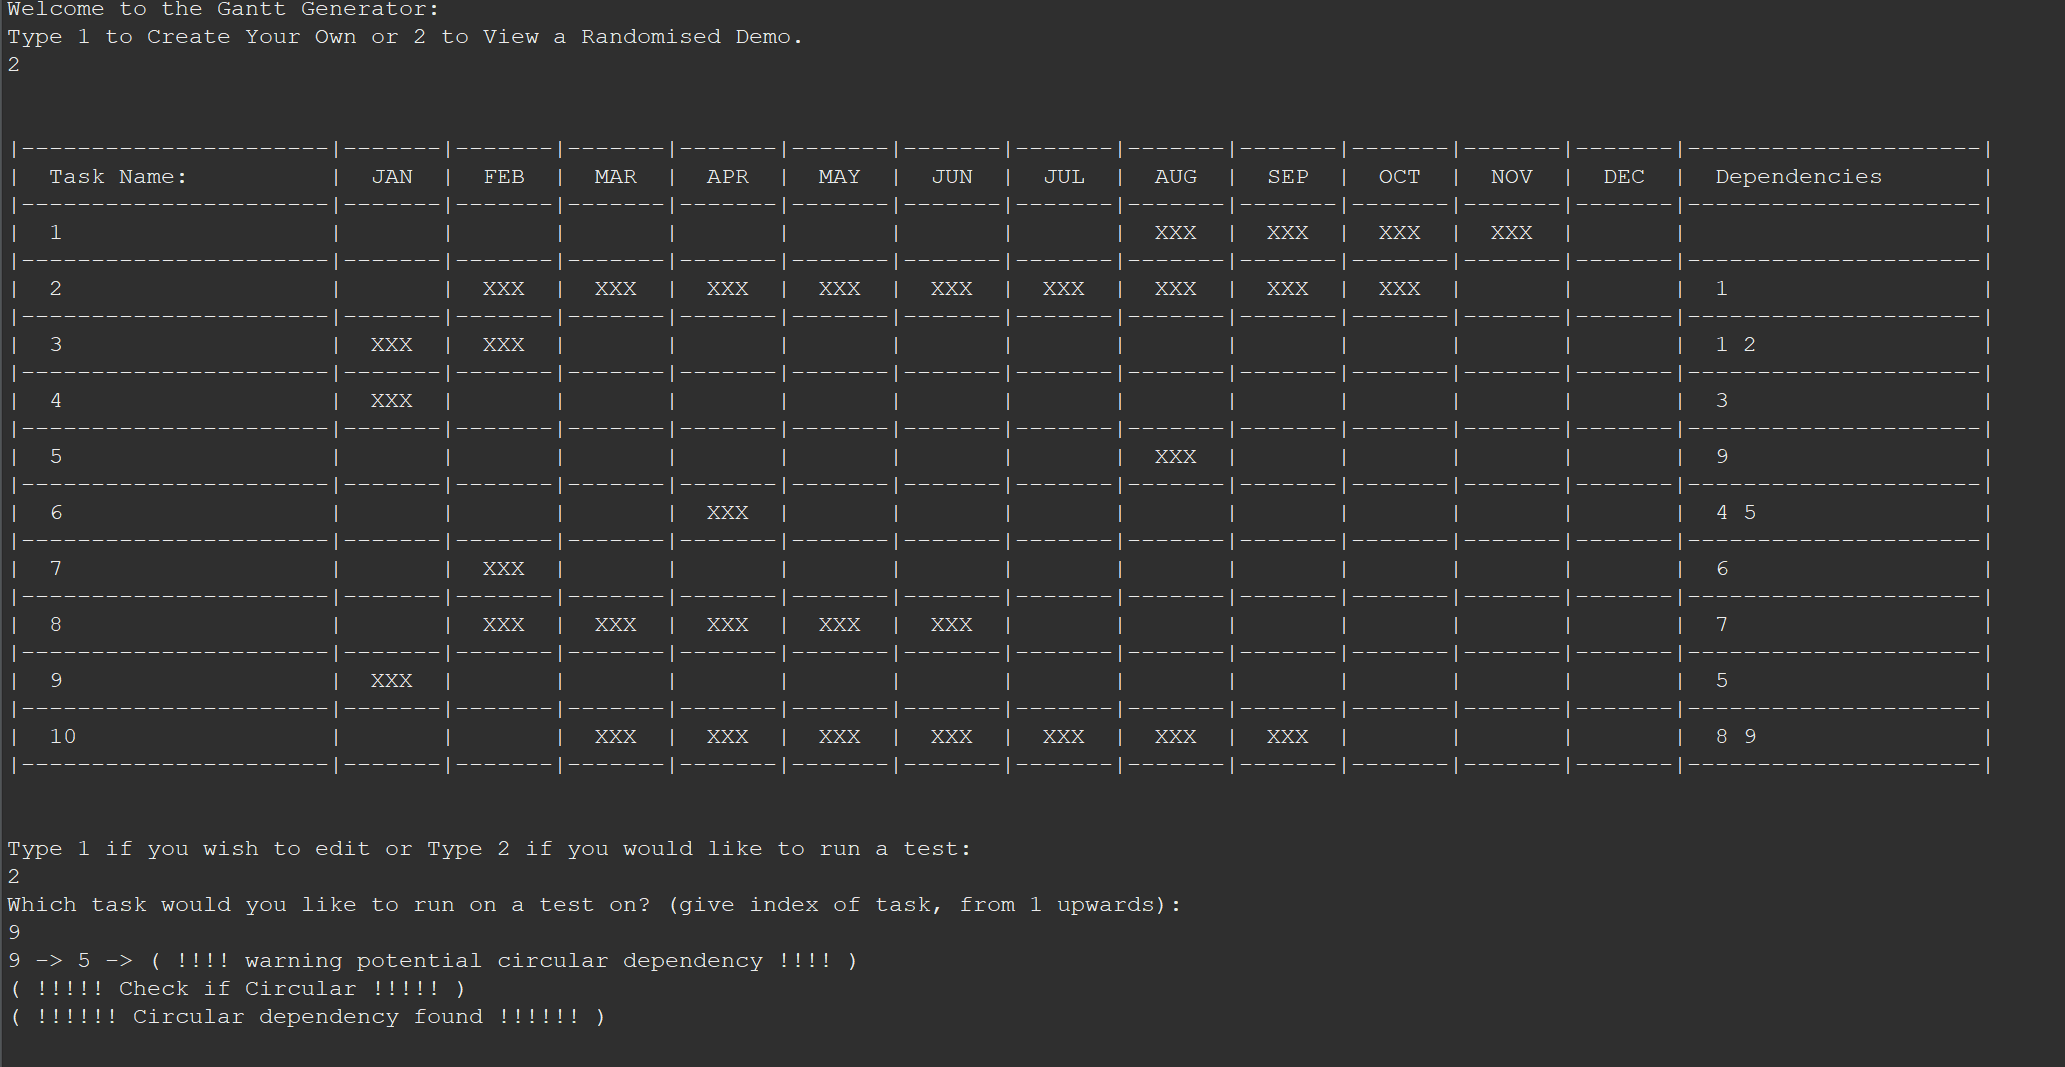 Welcome to the Gantt Generator:
Type 1 to Create Your Own or 2 to View a Randomised Demo.
2
|----------------------|-------|-------|-------|-------|-------|-------|-------|-------|-------|-------|-------|-------|---------------------|
|  Task Name:          |  JAN  |  FEB  |  MAR  |  APR  |  MAY  |  JUN  |  JUL  |  AUG  |  SEP  |  OCT  |  NOV  |  DEC  |  Dependencies       |
|----------------------|-------|-------|-------|-------|-------|-------|-------|-------|-------|-------|-------|-------|---------------------|
|  1                   |       |       |       |       |       |       |       |  XXX  |  XXX  |  XXX  |  XXX  |       |                     |
|----------------------|-------|-------|-------|-------|-------|-------|-------|-------|-------|-------|-------|-------|---------------------|
|  2                   |       |  XXX  |  XXX  |  XXX  |  XXX  |  XXX  |  XXX  |  XXX  |  XXX  |  XXX  |       |       |  1                  |
|----------------------|-------|-------|-------|-------|-------|-------|-------|-------|-------|-------|-------|-------|---------------------|
|  3                   |  XXX  |  XXX  |       |       |       |       |       |       |       |       |       |       |  1 2                |
|----------------------|-------|-------|-------|-------|-------|-------|-------|-------|-------|-------|-------|-------|---------------------|
|  4                   |  XXX  |       |       |       |       |       |       |       |       |       |       |       |  3                  |
|----------------------|-------|-------|-------|-------|-------|-------|-------|-------|-------|-------|-------|-------|---------------------|
|  5                   |       |       |       |       |       |       |       |  XXX  |       |       |       |       |  9                  |
|----------------------|-------|-------|-------|-------|-------|-------|-------|-------|-------|-------|-------|-------|---------------------|
|  6                   |       |       |       |  XXX  |       |       |       |       |       |       |       |       |  4 5                |
|----------------------|-------|-------|-------|-------|-------|-------|-------|-------|-------|-------|-------|-------|---------------------|
|  7                   |       |  XXX  |       |       |       |       |       |       |       |       |       |       |  6                  |
|----------------------|-------|-------|-------|-------|-------|-------|-------|-------|-------|-------|-------|-------|---------------------|
|  8                   |       |  XXX  |  XXX  |  XXX  |  XXX  |  XXX  |       |       |       |       |       |       |  7                  |
|----------------------|-------|-------|-------|-------|-------|-------|-------|-------|-------|-------|-------|-------|---------------------|
|  9                   |  XXX  |       |       |       |       |       |       |       |       |       |       |       |  5                  |
|----------------------|-------|-------|-------|-------|-------|-------|-------|-------|-------|-------|-------|-------|---------------------|
|  10                  |       |       |  XXX  |  XXX  |  XXX  |  XXX  |  XXX  |  XXX  |  XXX  |       |       |       |  8 9                |
|----------------------|-------|-------|-------|-------|-------|-------|-------|-------|-------|-------|-------|-------|---------------------|
Type 1 if you wish to edit or Type 2 if you would like to run a test:
2
Which task would you like to run on a test on? (give index of task, from 1 upwards):
9
9 -> 5 -> ( !!!! warning potential circular dependency !!!! )
( !!!!! Check if Circular !!!!! )
( !!!!!! Circular dependency found !!!!!! )